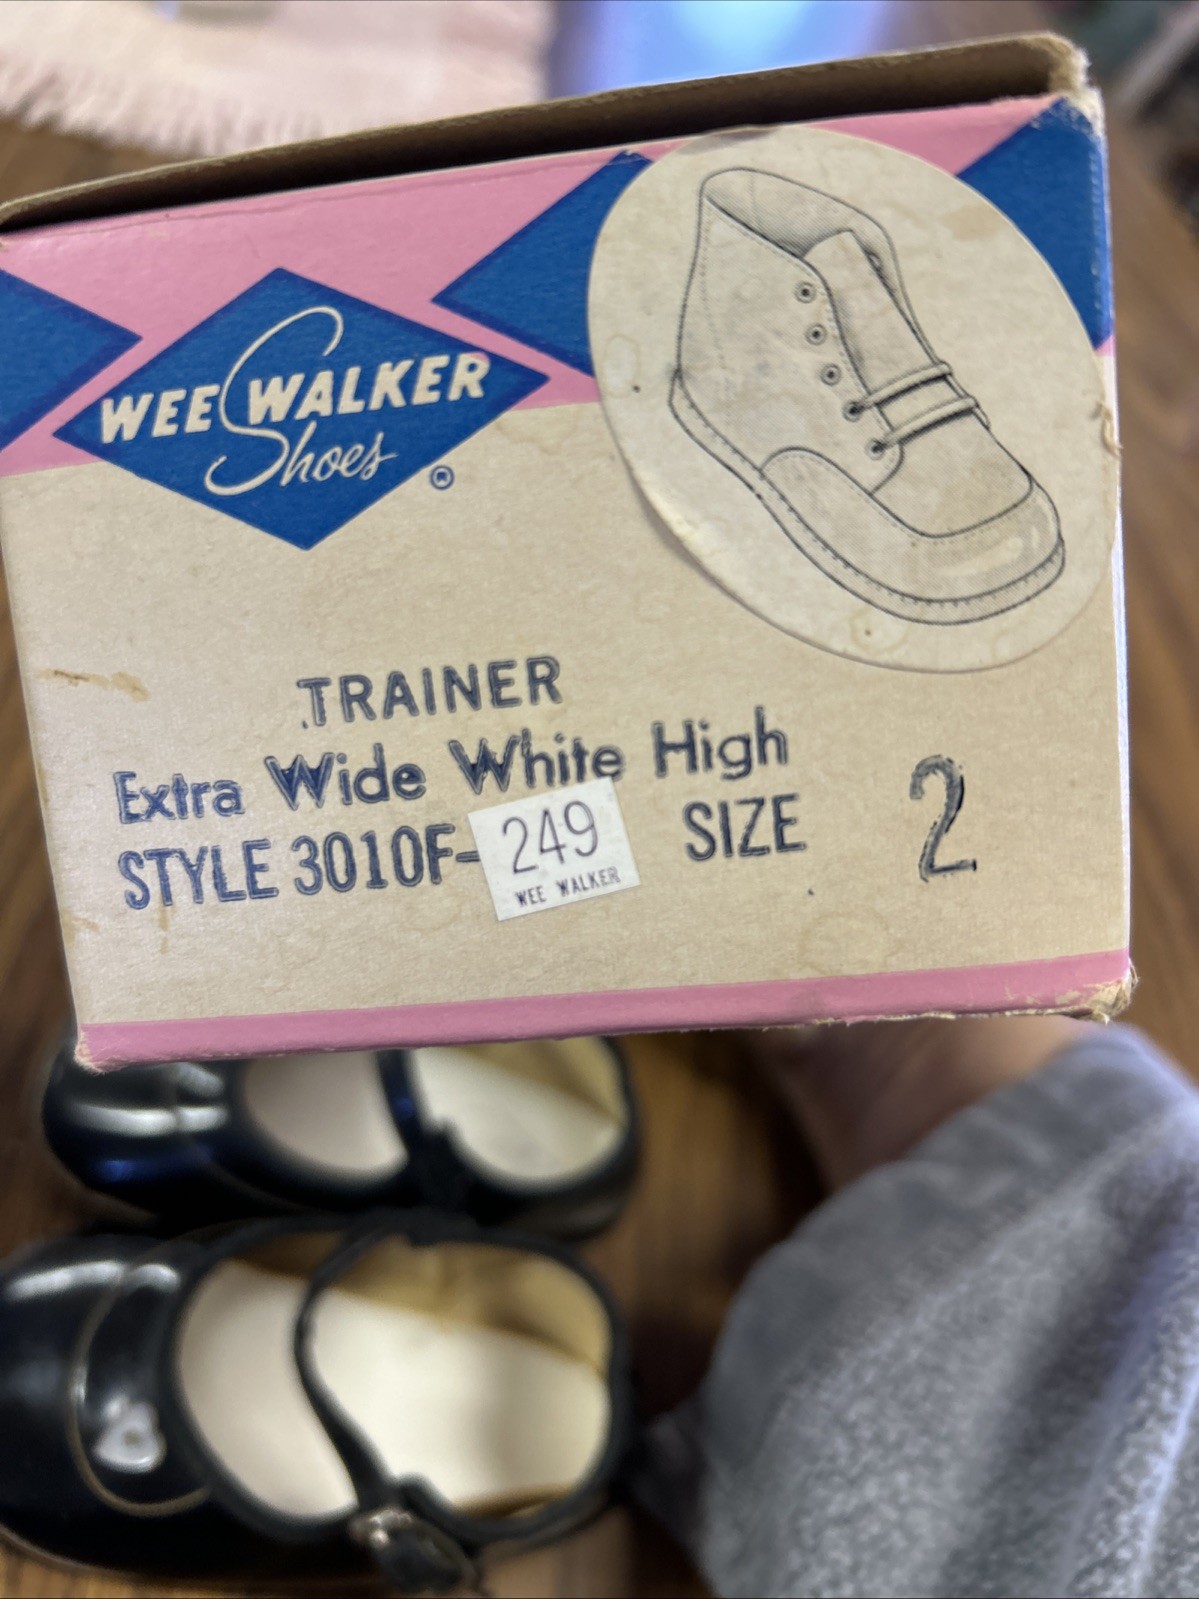 WEE WALKER
Shoes
®
TRAINER
Extra Wide White High
STYLE 3010F-
249
WEE WALKER
SIZE
2